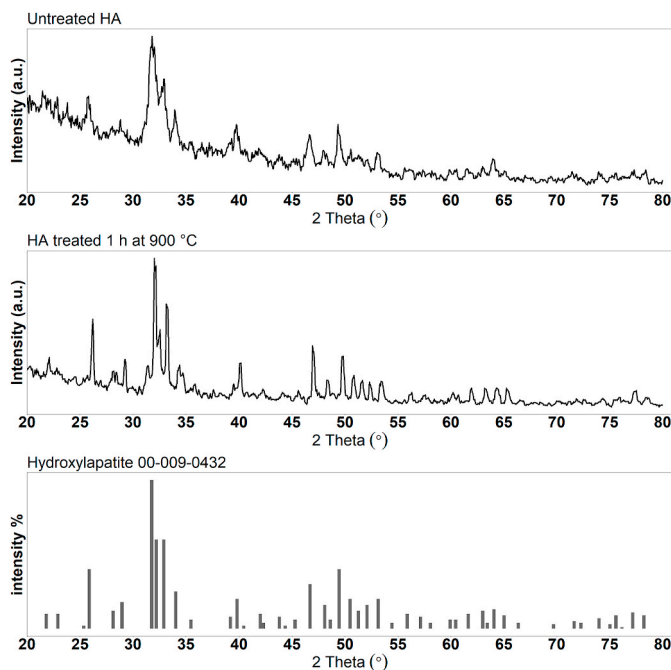 Untreated HA
Intensity (a.u.)
20 25 30 35 40 45 50 55 60 65 70 75 80
2 Theta (°)
HA treated 1 h at 900 °C
Intensity (a.u.)
20 25 30 35 40 45 50 55 60 65 70 75 80
2 Theta (°)
Hydroxylapatite 00-009-0432
intensity %
20 25 30 35 40 45 50 55 60 65 70 75 80
2 Theta (°)